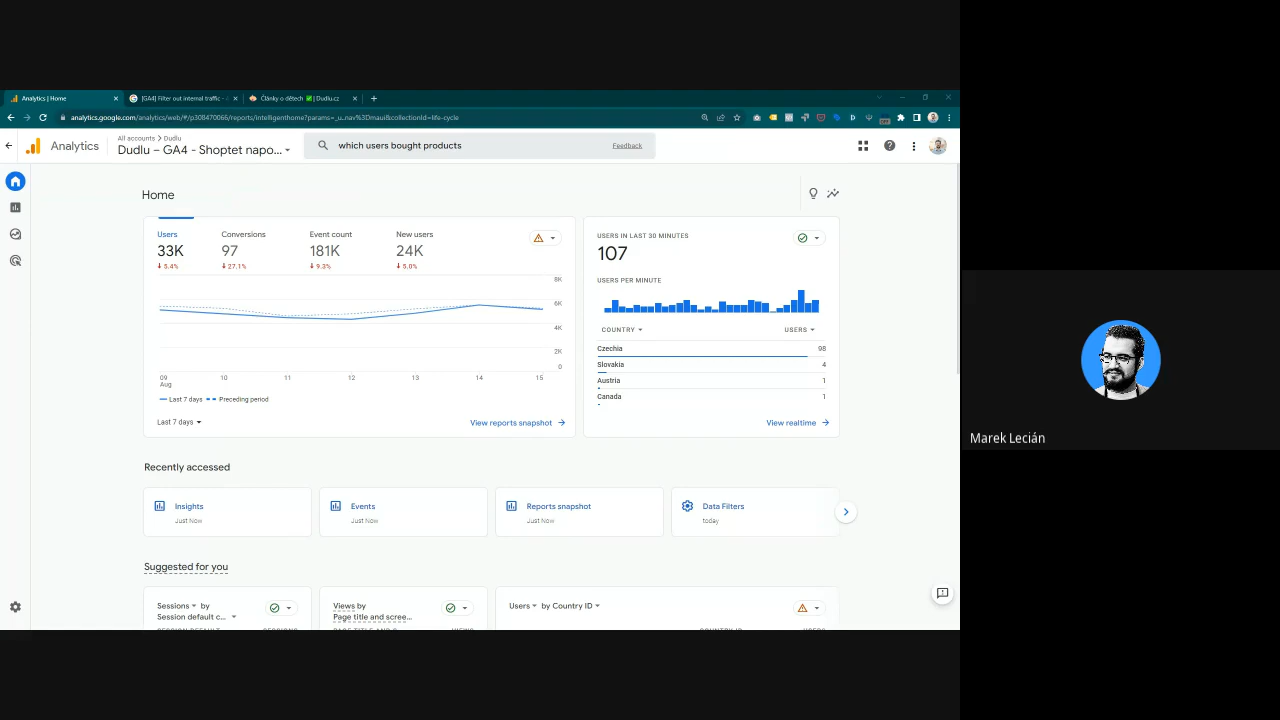 Analytics | Home
[GA4] Filter out internal traffic -
Články o dětech ✅ | Dudlu.cz
analytics.google.com/analytics/web/#/p308470066/reports/intelligenthome?params=_u..nav%3Dmaui&collectionId=life-cycle
Analytics
All accounts > Dudlu
Dudlu – GA4 - Shoptet napo...
which users bought products
Feedback
Home
Users
33K
5.4%
Conversions
97
27.1%
Event count
181K
9.3%
New users
24K
5.0%
8K
6K
4K
2K
0
09
Aug
10
11
12
13
14
15
Last 7 days
Preceding period
Last 7 days
View reports snapshot
USERS IN LAST 30 MINUTES
107
USERS PER MINUTE
COUNTRY
USERS
Czechia
98
Slovakia
4
Austria
1
Canada
1
View realtime
Recently accessed
Insights
Just Now
Events
Just Now
Reports snapshot
Just Now
Data Filters
today
Suggested for you
Sessions by
Session default c...
Views by
Page title and scree...
Users by Country ID
Marek Lecián